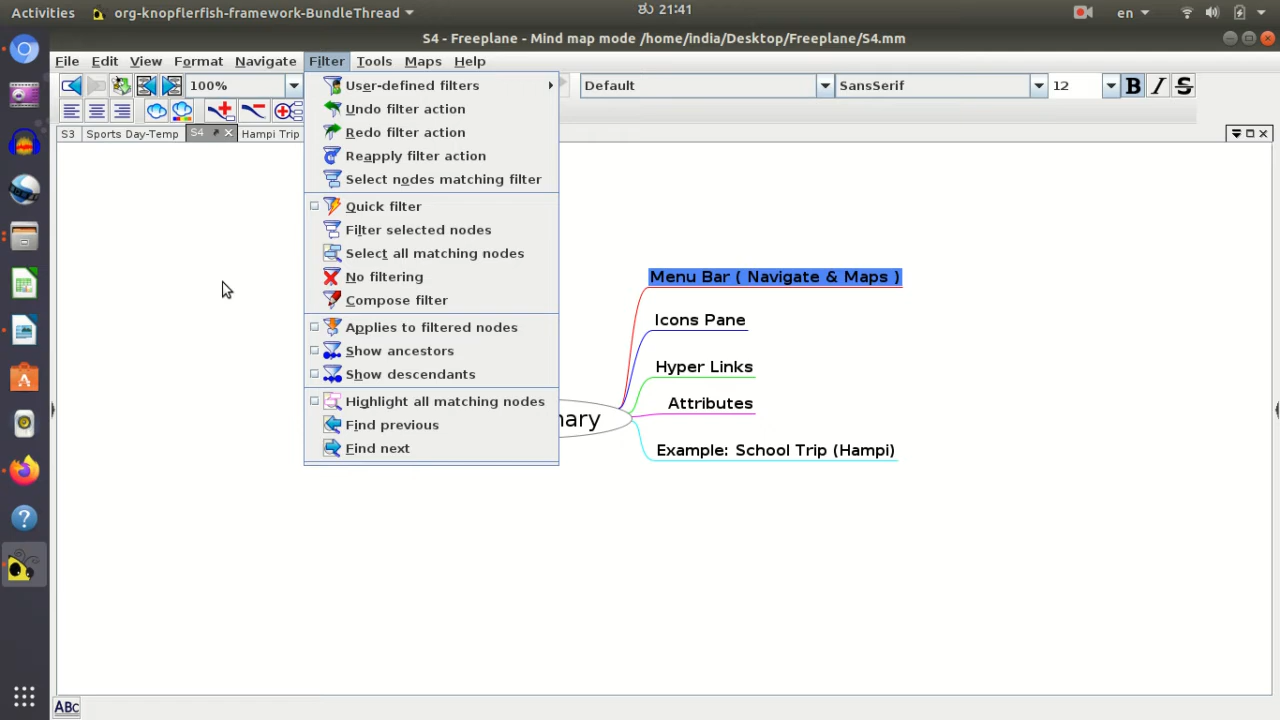 Activities org-knopflerfish-framework-BundleThread 21:41 en
S4 - Freeplane - Mind map mode /home/india/Desktop/Freeplane/S4.mm
File Edit View Format Navigate Filter Tools Maps Help
100% Default SansSerif 12 B I S
S3 Sports Day-Temp S4 Hampi Trip
User-defined filters
Undo filter action
Redo filter action
Reapply filter action
Select nodes matching filter
Quick filter
Filter selected nodes
Select all matching nodes
No filtering
Compose filter
Applies to filtered nodes
Show ancestors
Show descendants
Highlight all matching nodes
Find previous
Find next
Menu Bar ( Navigate & Maps )
Icons Pane
Hyper Links
Attributes
Example: School Trip (Hampi)
ABC